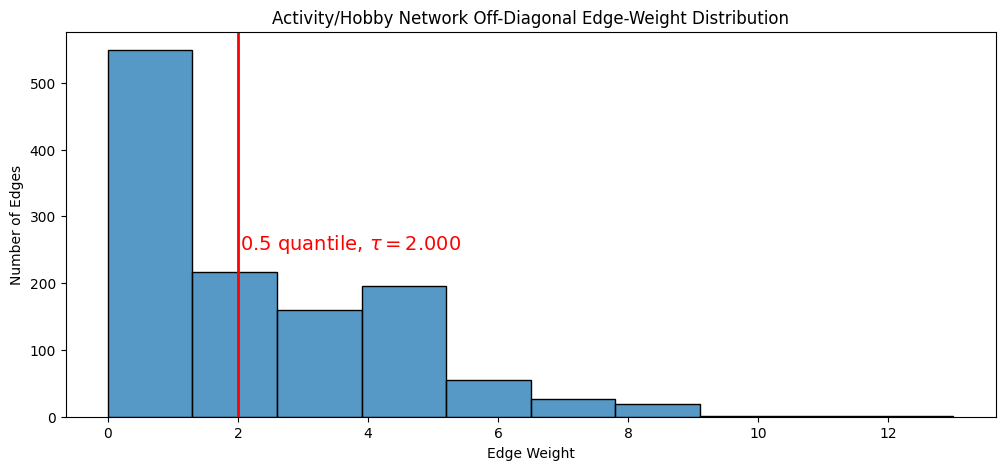 Activity/Hobby Network Off-Diagonal Edge-Weight Distribution
500
400
300
200
100
0
Number of Edges
0.5 quantile, τ = 2.000
0 2 4 6 8 10 12
Edge Weight